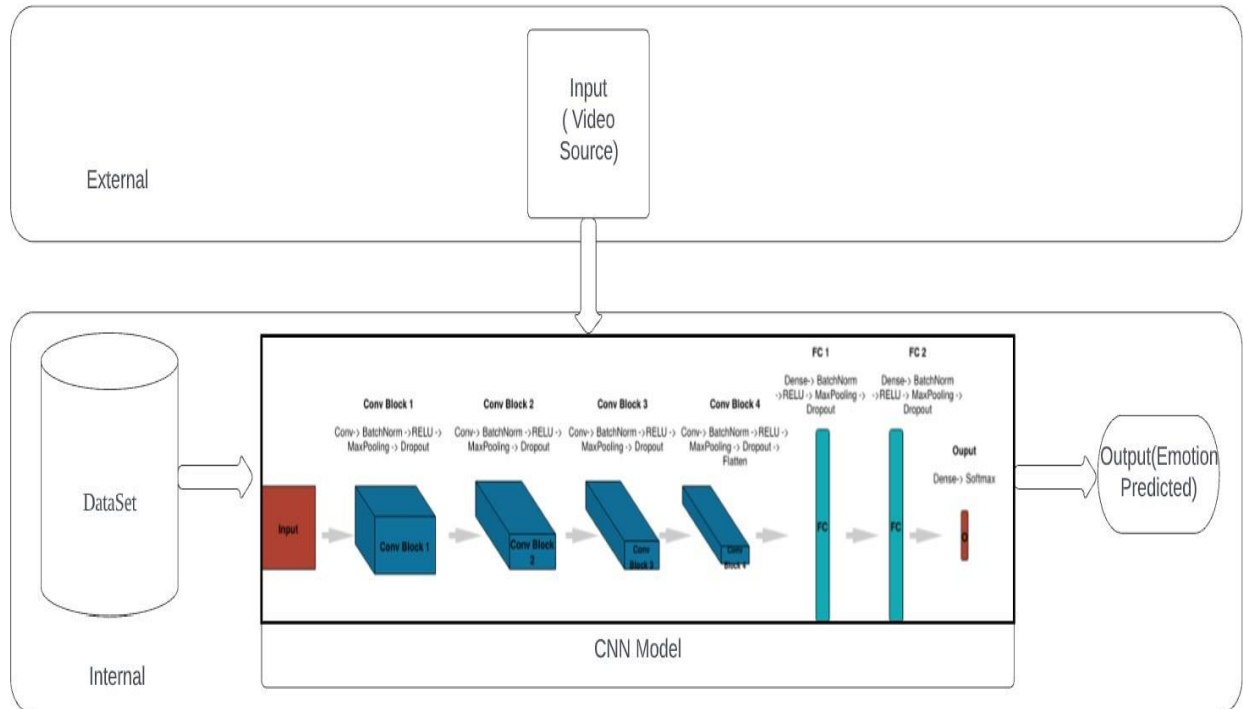 Input
( Video
Source)
External
DataSet
Conv Block 1
Conv-> BatchNorm ->RELU ->
MaxPooling -> Dropout
Conv Block 2
Conv-> BatchNorm ->RELU ->
MaxPooling -> Dropout
Conv Block 3
Conv-> BatchNorm ->RELU ->
MaxPooling -> Dropout
Conv Block 4
Conv-> BatchNorm ->RELU ->
MaxPooling -> Dropout ->
Flatten
FC 1
Dense-> BatchNorm
->RELU -> MaxPooling ->
Dropout
FC 2
Dense-> BatchNorm
->RELU -> MaxPooling ->
Dropout
Ouput
Dense-> Softmax
Input
Conv Block 1
Conv Block
2
Conv
Block 3
Conv
Block 4
FC
FC
O
Output(Emotion
Predicted)
CNN Model
Internal